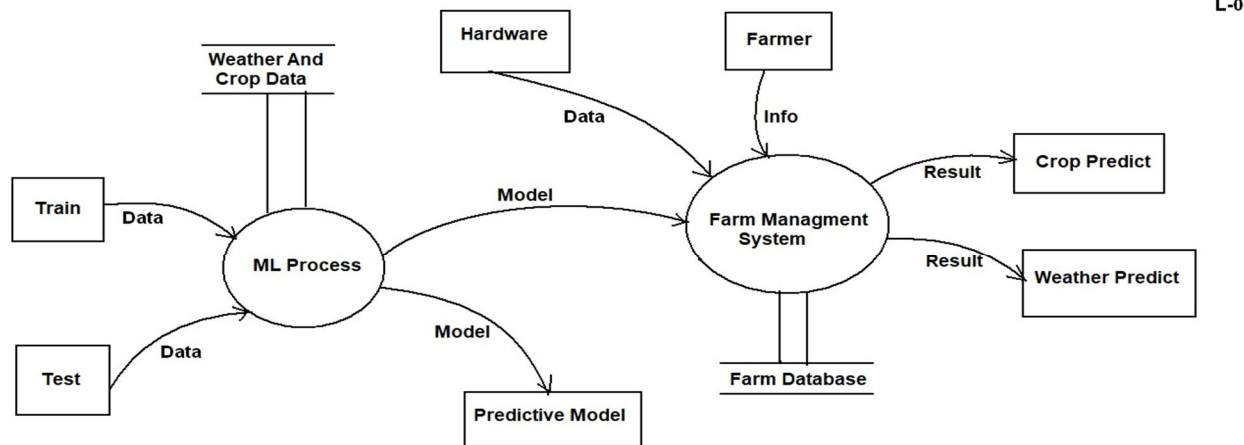 L-0
Hardware
Farmer
Weather And
Crop Data
Data
Info
Crop Predict
Result
Train
Data
Model
Farm Managment
System
ML Process
Result
Weather Predict
Model
Data
Test
Farm Database
Predictive Model